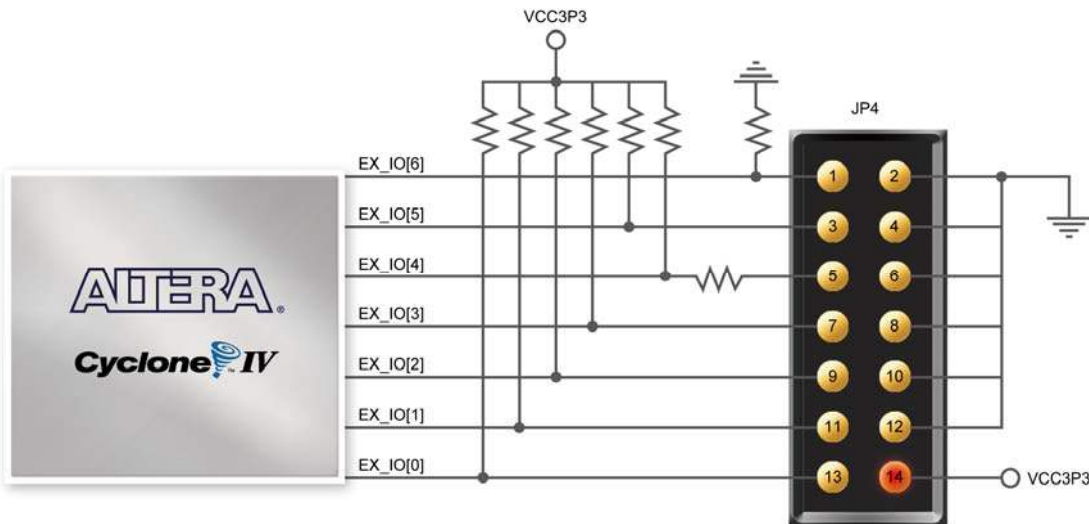 VCC3P3
JP4
EX_IO[6]
1 2
EX_IO[5]
3 4
EX_IO[4]
5 6
ALTERA®
EX_IO[3]
7 8
Cyclone™ IV
EX_IO[2]
9 10
EX_IO[1]
11 12
EX_IO[0]
13 14
VCC3P3